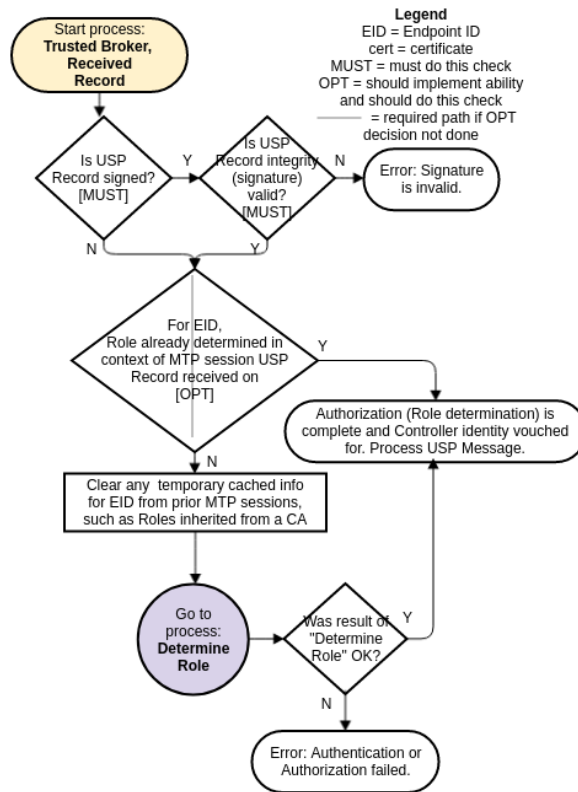 Start process:
Trusted Broker,
Received
Record
Legend
EID = Endpoint ID
cert = certificate
MUST = must do this check
OPT = should implement ability
and should do this check
= required path if OPT
decision not done
Is USP
Record signed?
[MUST]
Y
Is USP
Record integrity
(signature)
valid?
[MUST]
N
Error: Signature
is invalid.
N
Y
For EID,
Role already determined in
context of MTP session USP
Record received on
[OPT]
Y
Authorization (Role determination) is
complete and Controller identity vouched
for. Process USP Message.
N
Clear any temporary cached info
for EID from prior MTP sessions,
such as Roles inherited from a CA
Go to
process:
Determine
Role
Was result of
"Determine
Role" OK?
Y
N
Error: Authentication or
Authorization failed.